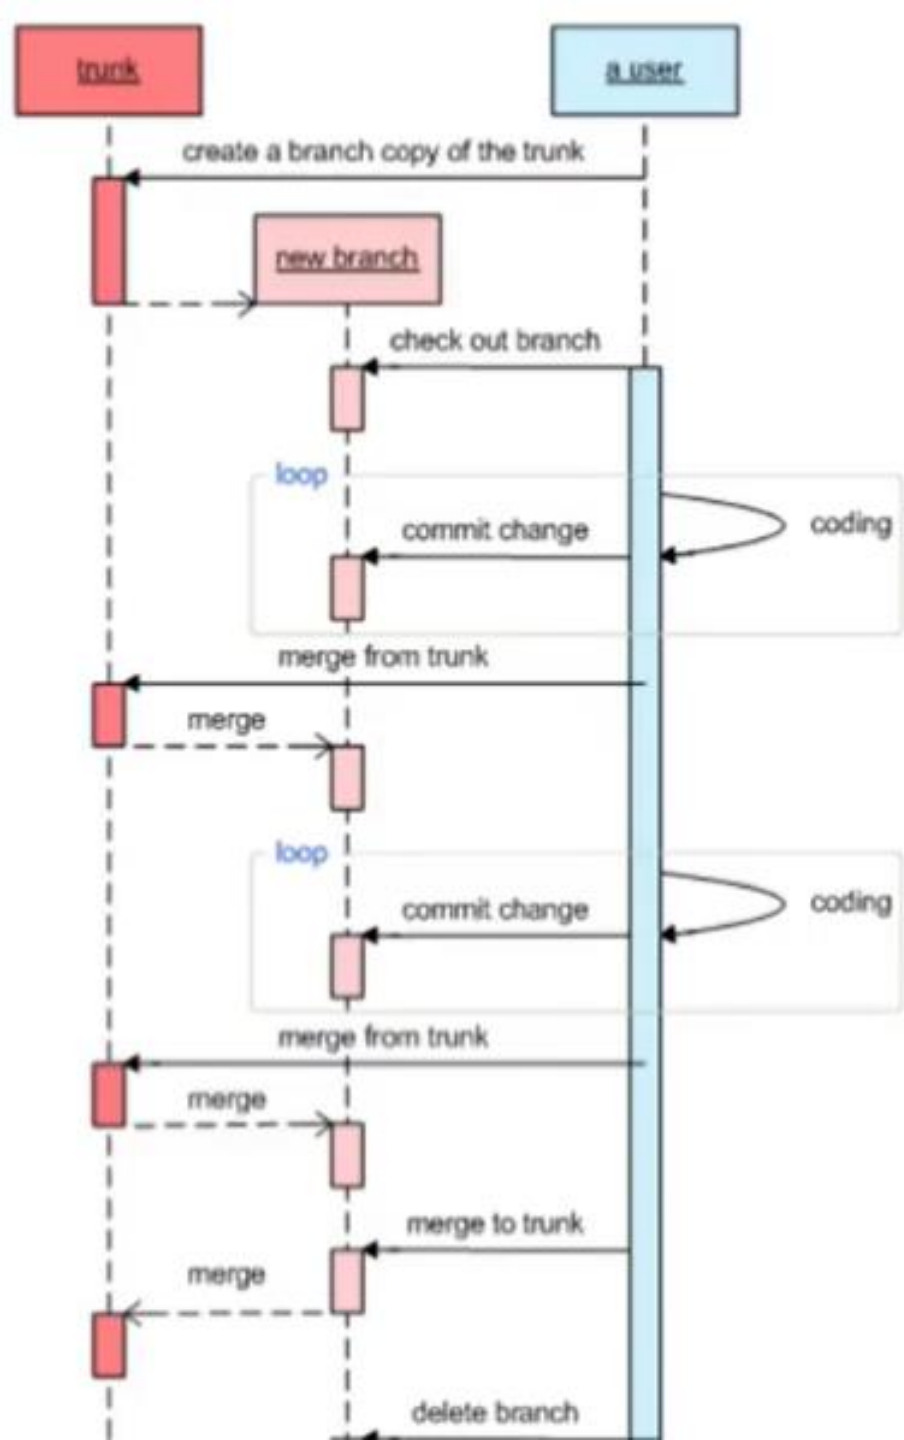 trunk
a user
create a branch copy of the trunk
new branch
check out branch
loop
coding
commit change
merge from trunk
merge
loop
coding
commit change
merge from trunk
merge
merge to trunk
merge
delete branch